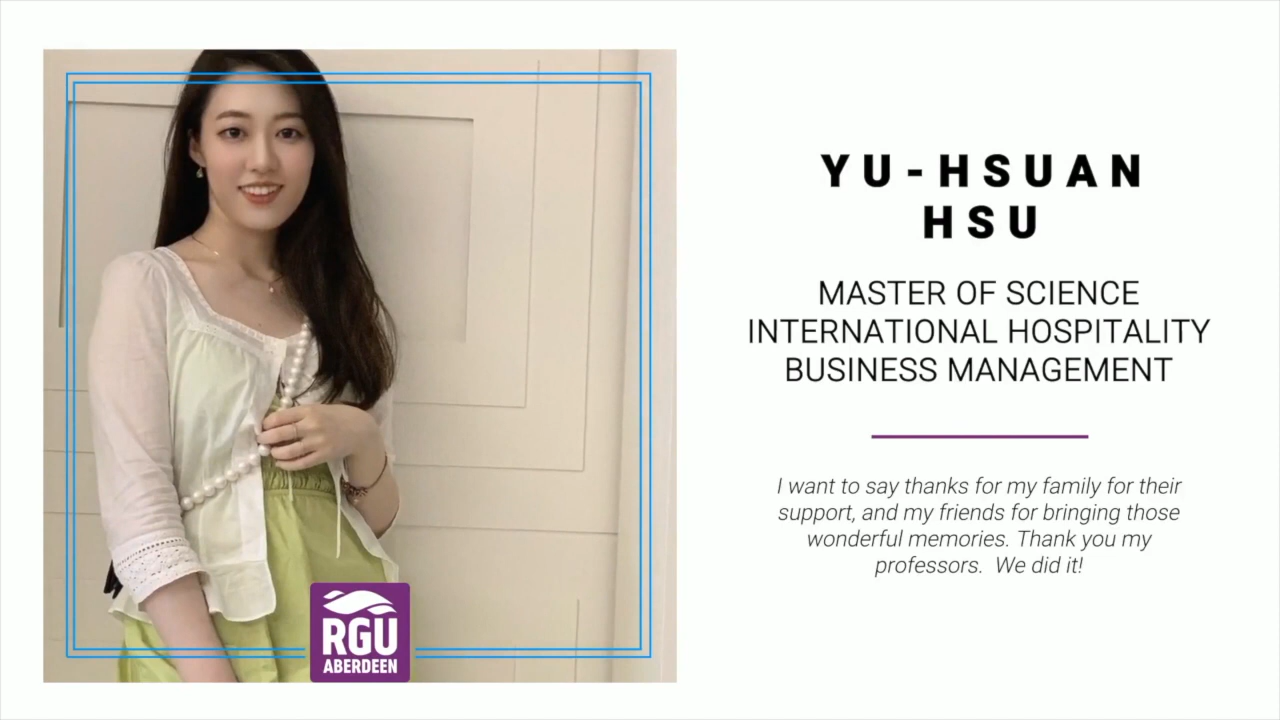 YU-HSUAN
HSU
MASTER OF SCIENCE
INTERNATIONAL HOSPITALITY
BUSINESS MANAGEMENT
I want to say thanks for my family for their
support, and my friends for bringing those
wonderful memories. Thank you my
professors.  We did it!
RGU
ABERDEEN